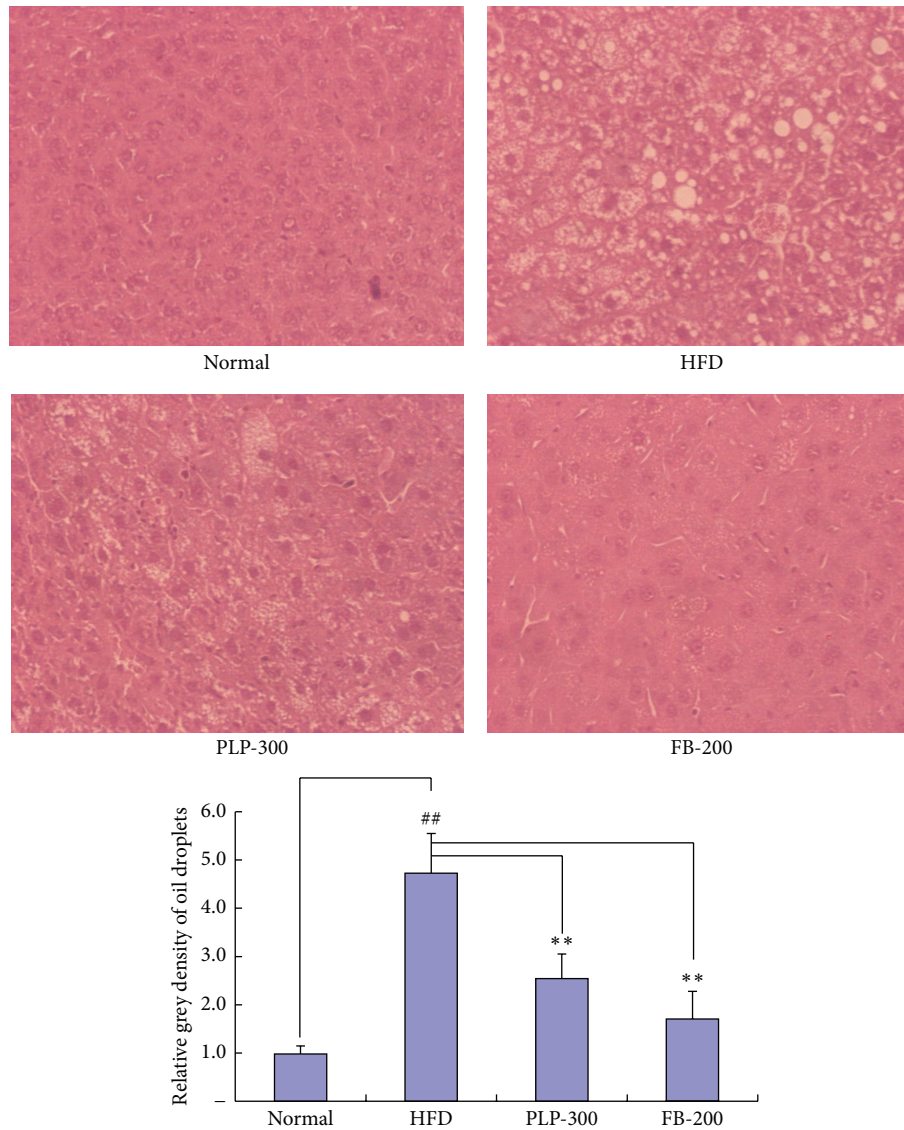 Normal
HFD
PLP-300
FB-200
Relative grey density of oil droplets
6.0
5.0
4.0
3.0
2.0
1.0
–
##
**
**
Normal
HFD
PLP-300
FB-200